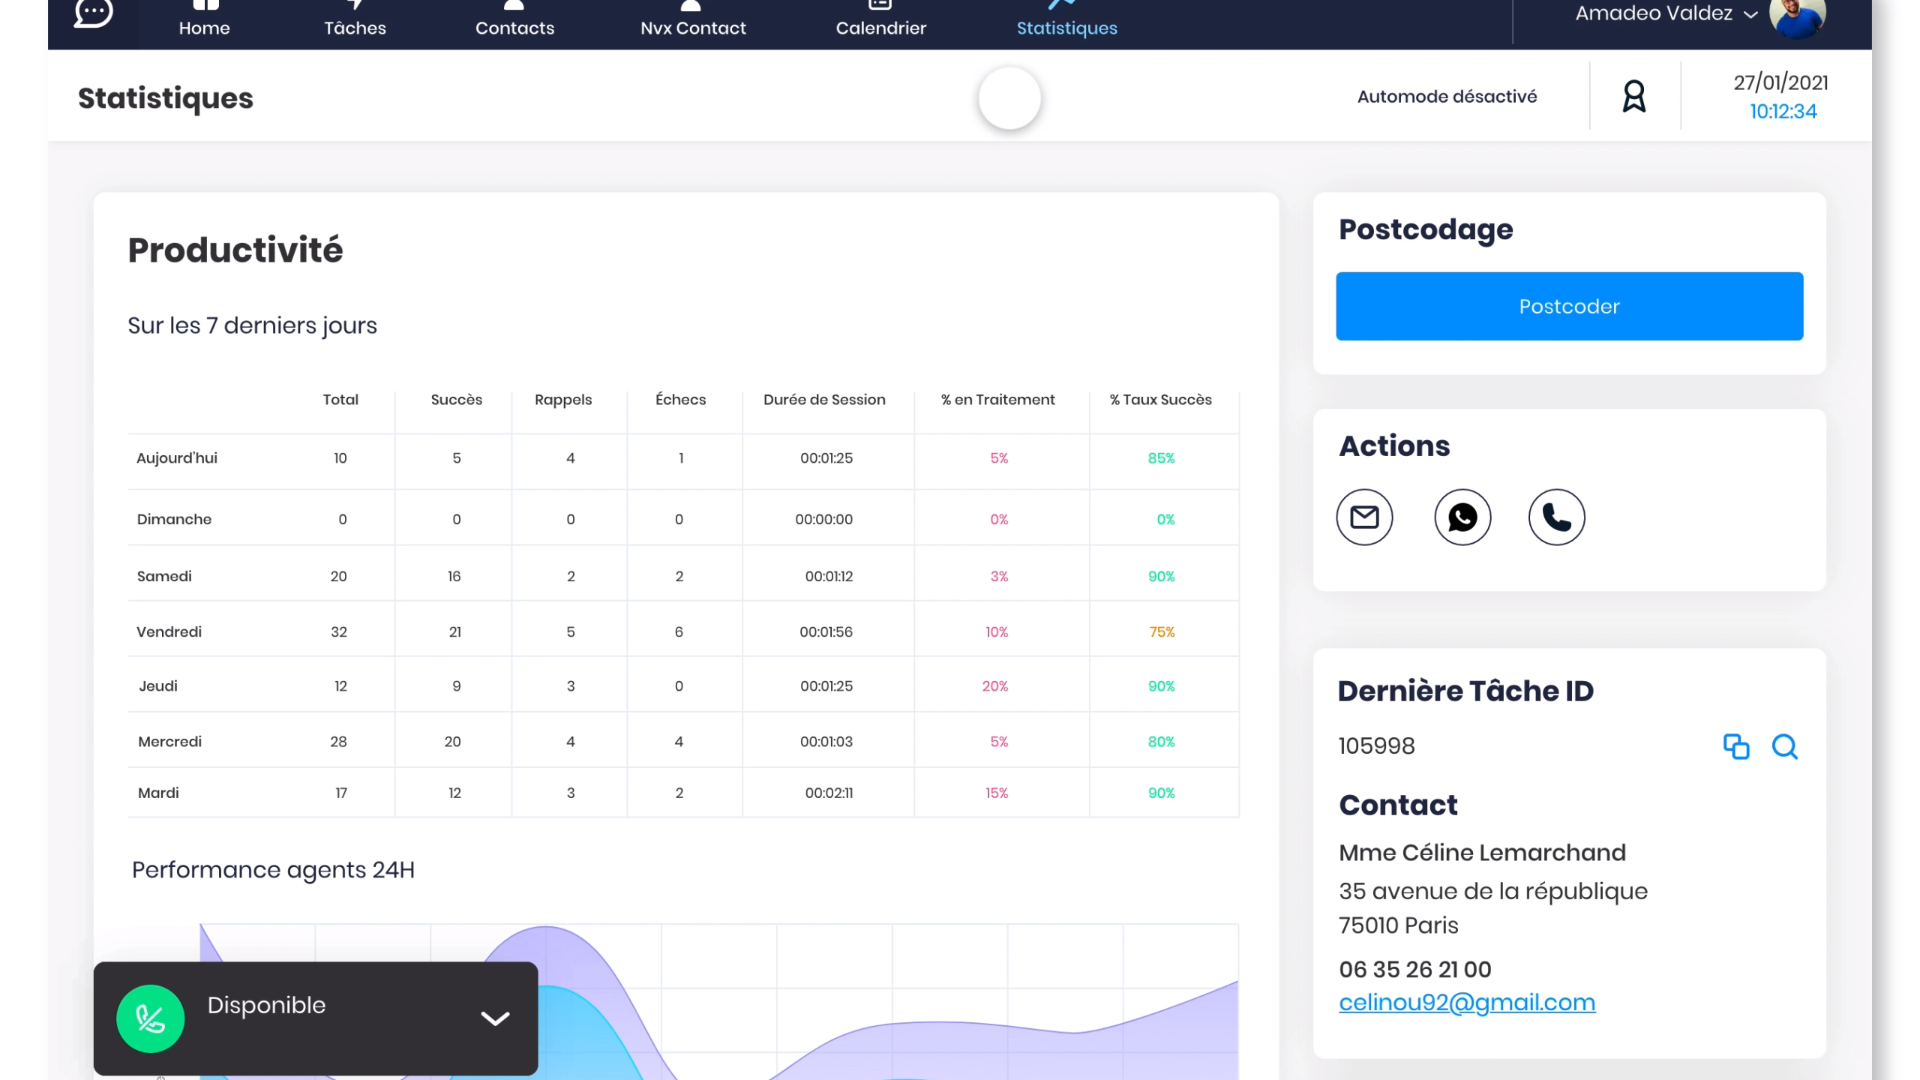 Home
Tâches
Contacts
Nvx Contact
Calendrier
Statistiques
Amadeo Valdez
Statistiques
Automode désactivé
27/01/2021
10:12:34
Productivité
Sur les 7 derniers jours
Total Succès Rappels Échecs Durée de Session % en Traitement % Taux Succès
Aujourd'hui 10 5 4 1 00:01:25 5% 85%
Dimanche 0 0 0 0 00:00:00 0% 0%
Samedi 20 16 2 2 00:01:12 3% 90%
Vendredi 32 21 5 6 00:01:56 10% 75%
Jeudi 12 9 3 0 00:01:25 20% 90%
Mercredi 28 20 4 4 00:01:03 5% 80%
Mardi 17 12 3 2 00:02:11 15% 90%
Performance agents 24H
Disponible
Postcodage
Postcoder
Actions
Dernière Tâche ID
105998
Contact
Mme Céline Lemarchand
35 avenue de la république
75010 Paris
06 35 26 21 00
celinou92@gmail.com